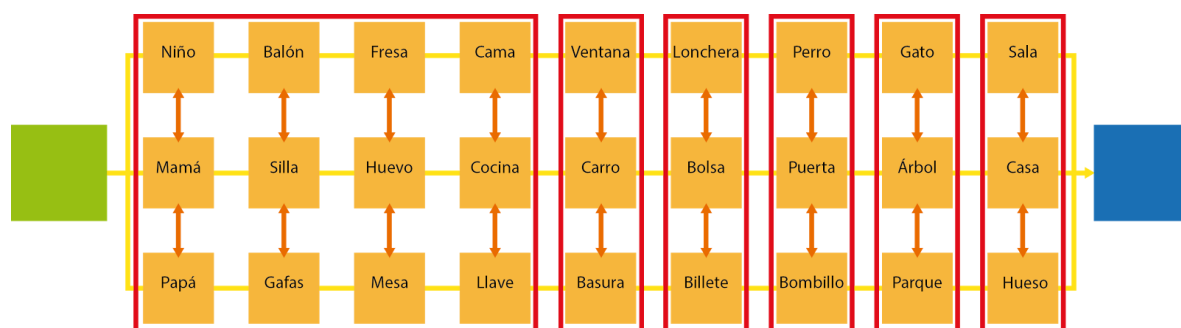 Niño Balón Fresa Cama Ventana Lonchera Perro Gato Sala
Mamá Silla Huevo Cocina Carro Bolsa Puerta Árbol Casa
Papá Gafas Mesa Llave Basura Billete Bombillo Parque Hueso